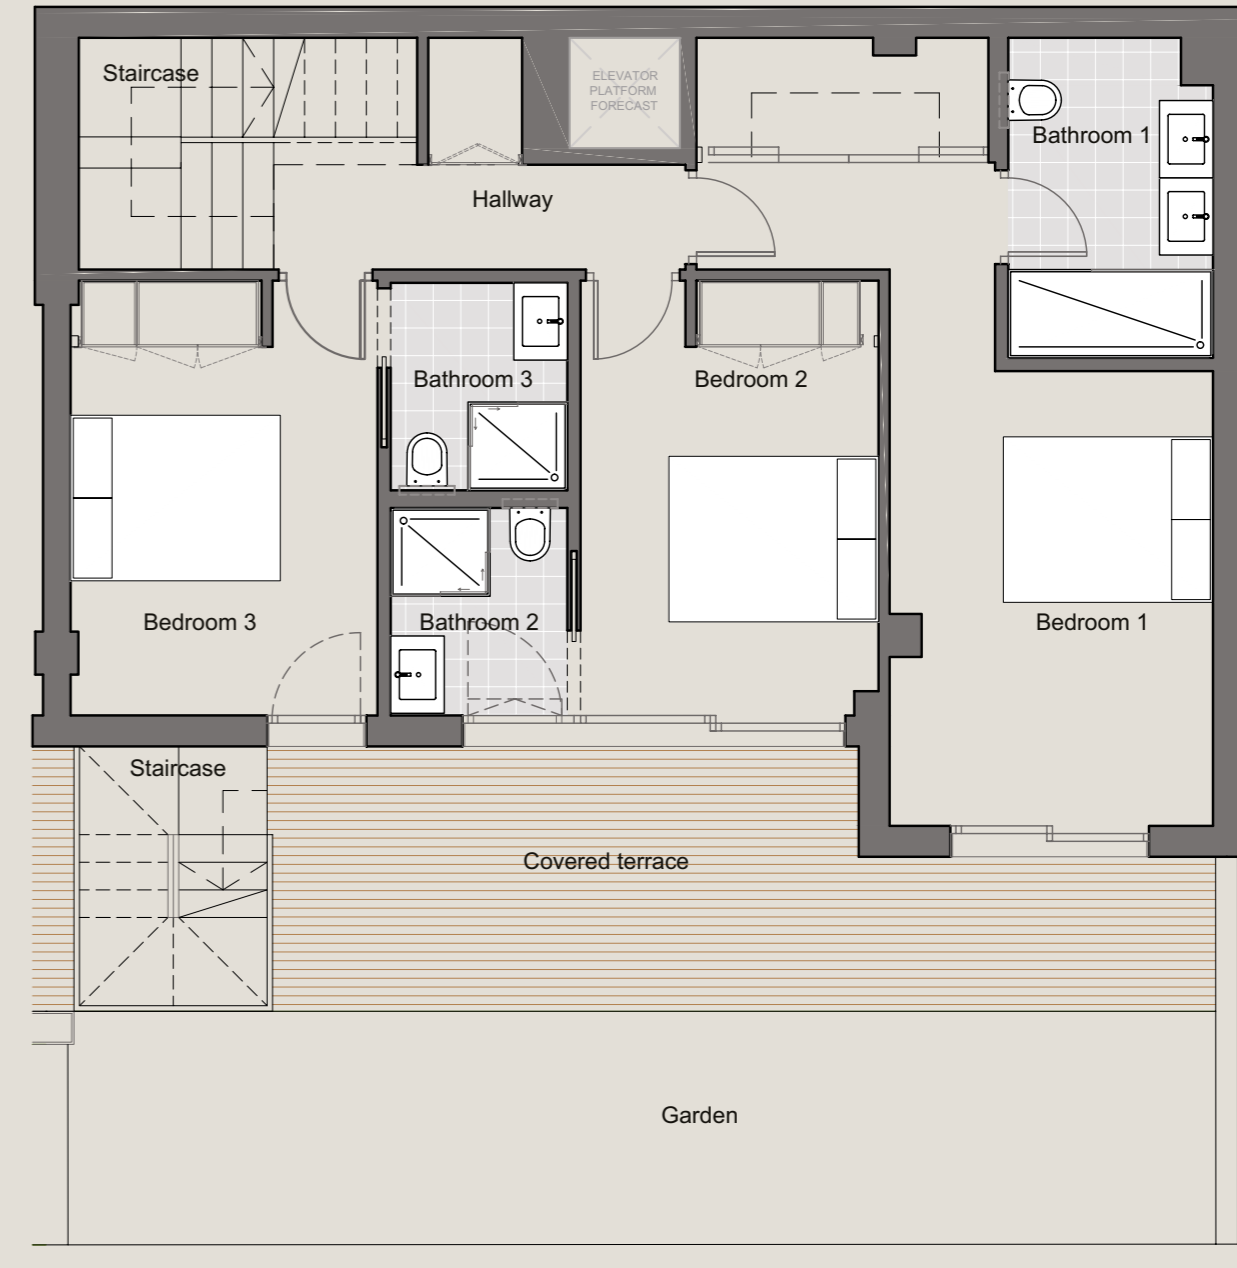 Staircase
ELEVATOR
PLATFORM
FORECAST
Bathroom 1
Hallway
Bathroom 3
Bedroom 2
Bedroom 3
Bathroom 2
Bedroom 1
Staircase
Covered terrace
Garden